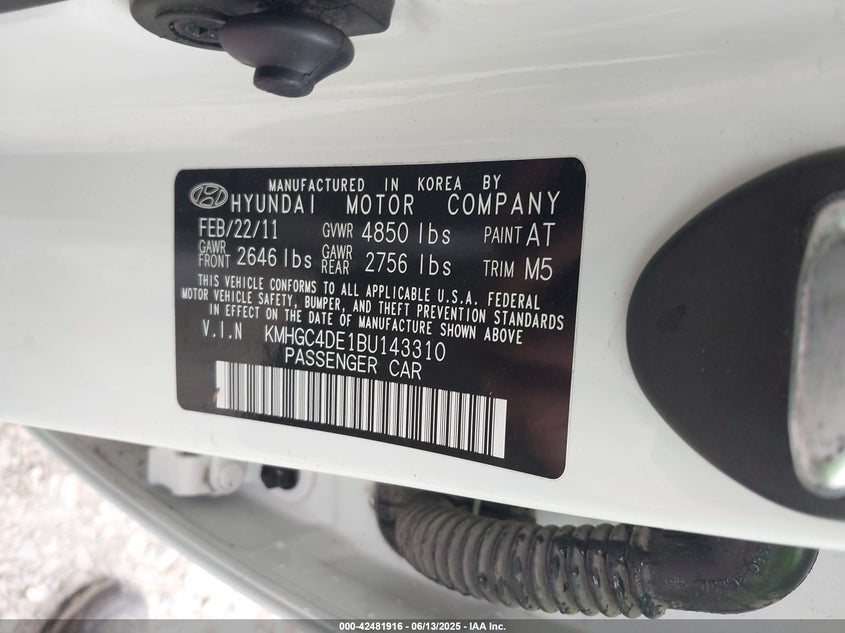 MANUFACTURED IN KOREA BY
HYUNDAI MOTOR COMPANY
FEB/22/11 GVWR 4850 lbs PAINT AT
GAWR FRONT 2646 lbs GAWR REAR 2756 lbs TRIM M5
THIS VEHICLE CONFORMS TO ALL APPLICABLE U.S.A. FEDERAL
MOTOR VEHICLE SAFETY, BUMPER, AND THEFT PREVENTION STANDARDS
IN EFFECT ON THE DATE OF MANUFACTURE SHOWN ABOVE
V.I.N KMHGC4DE1BU143310
PASSENGER CAR
000-42481916 - 06/13/2025 - IAA Inc.